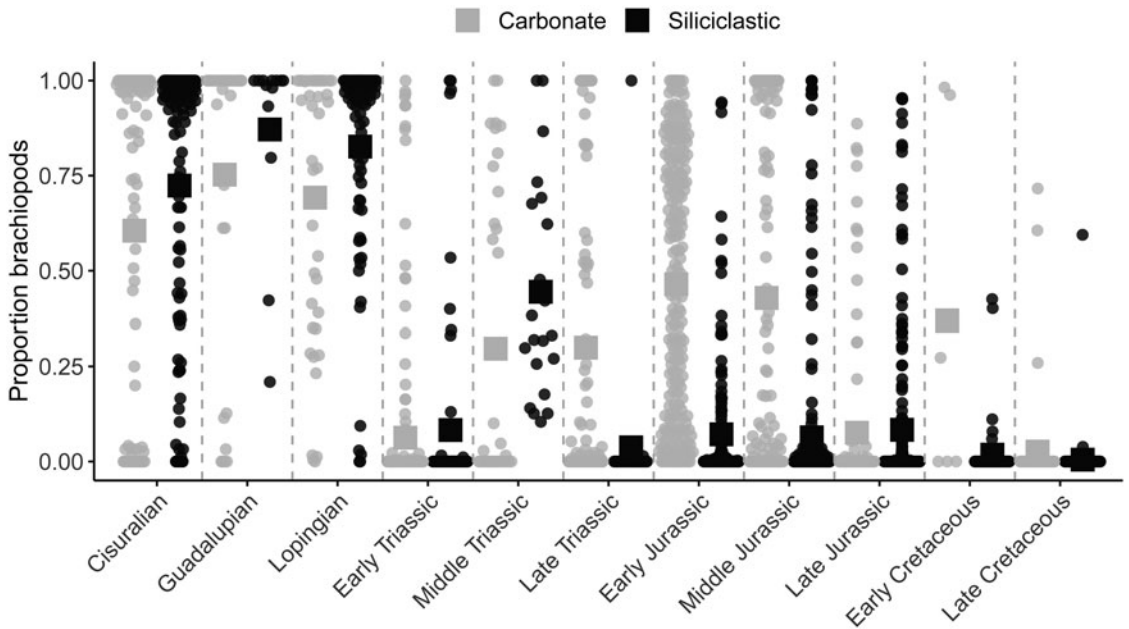 Carbonate Siliciclastic
Proportion brachiopods
1.00
0.75
0.50
0.25
0.00
Cisuralian
Guadalupian
Lopingian
Early Triassic
Middle Triassic
Late Triassic
Early Jurassic
Middle Jurassic
Late Jurassic
Early Cretaceous
Late Cretaceous